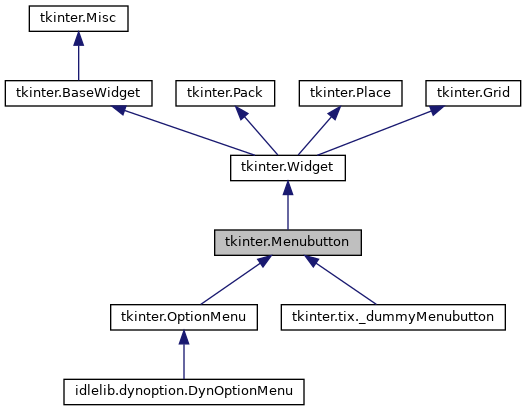 tkinter.Misc
tkinter.BaseWidget
tkinter.Pack
tkinter.Place
tkinter.Grid
tkinter.Widget
tkinter.Menubutton
tkinter.OptionMenu
tkinter.tix._dummyMenubutton
idlelib.dynoption.DynOptionMenu